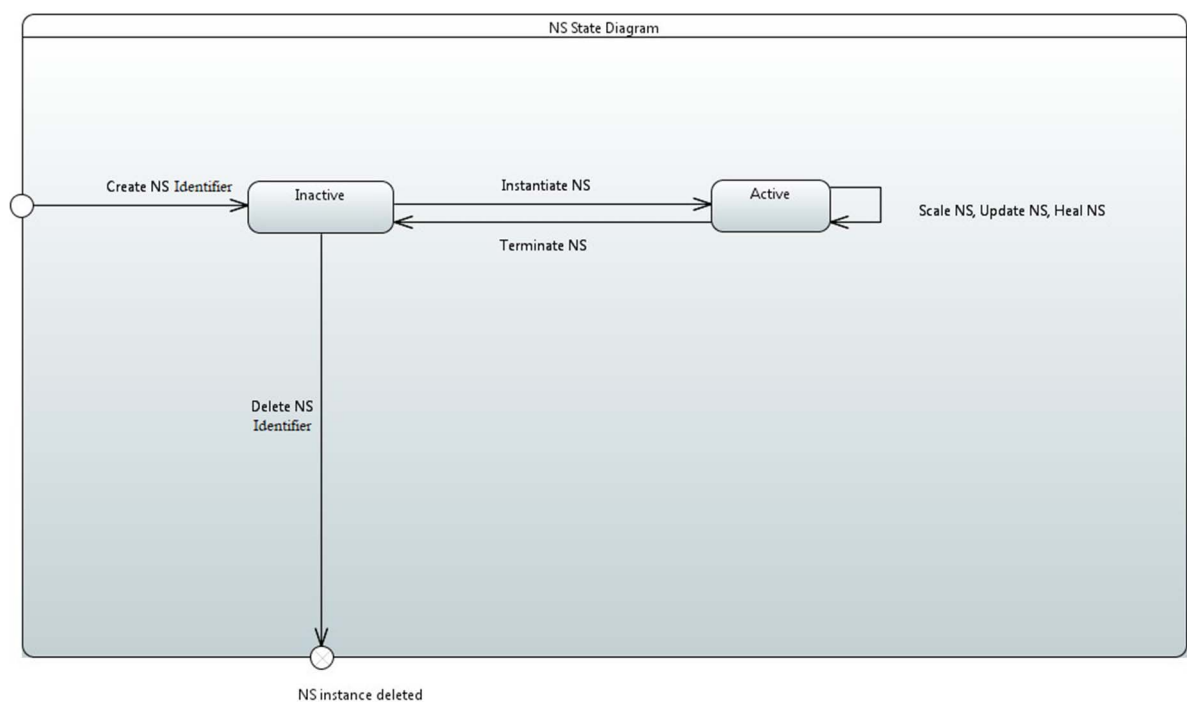 NS State Diagram
Create NS Identifier
Inactive
Instantiate NS
Active
Scale NS, Update NS, Heal NS
Terminate NS
Delete NS
Identifier
NS instance deleted